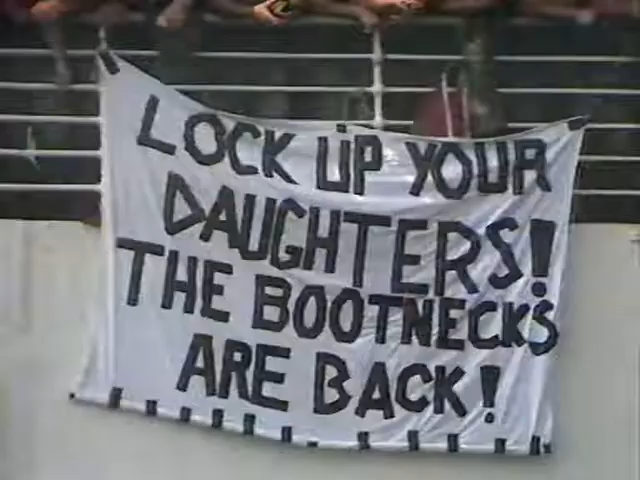 LOCK UP YOUR
DAUGHTERS!
THE BOOTNECKS
ARE BACK!